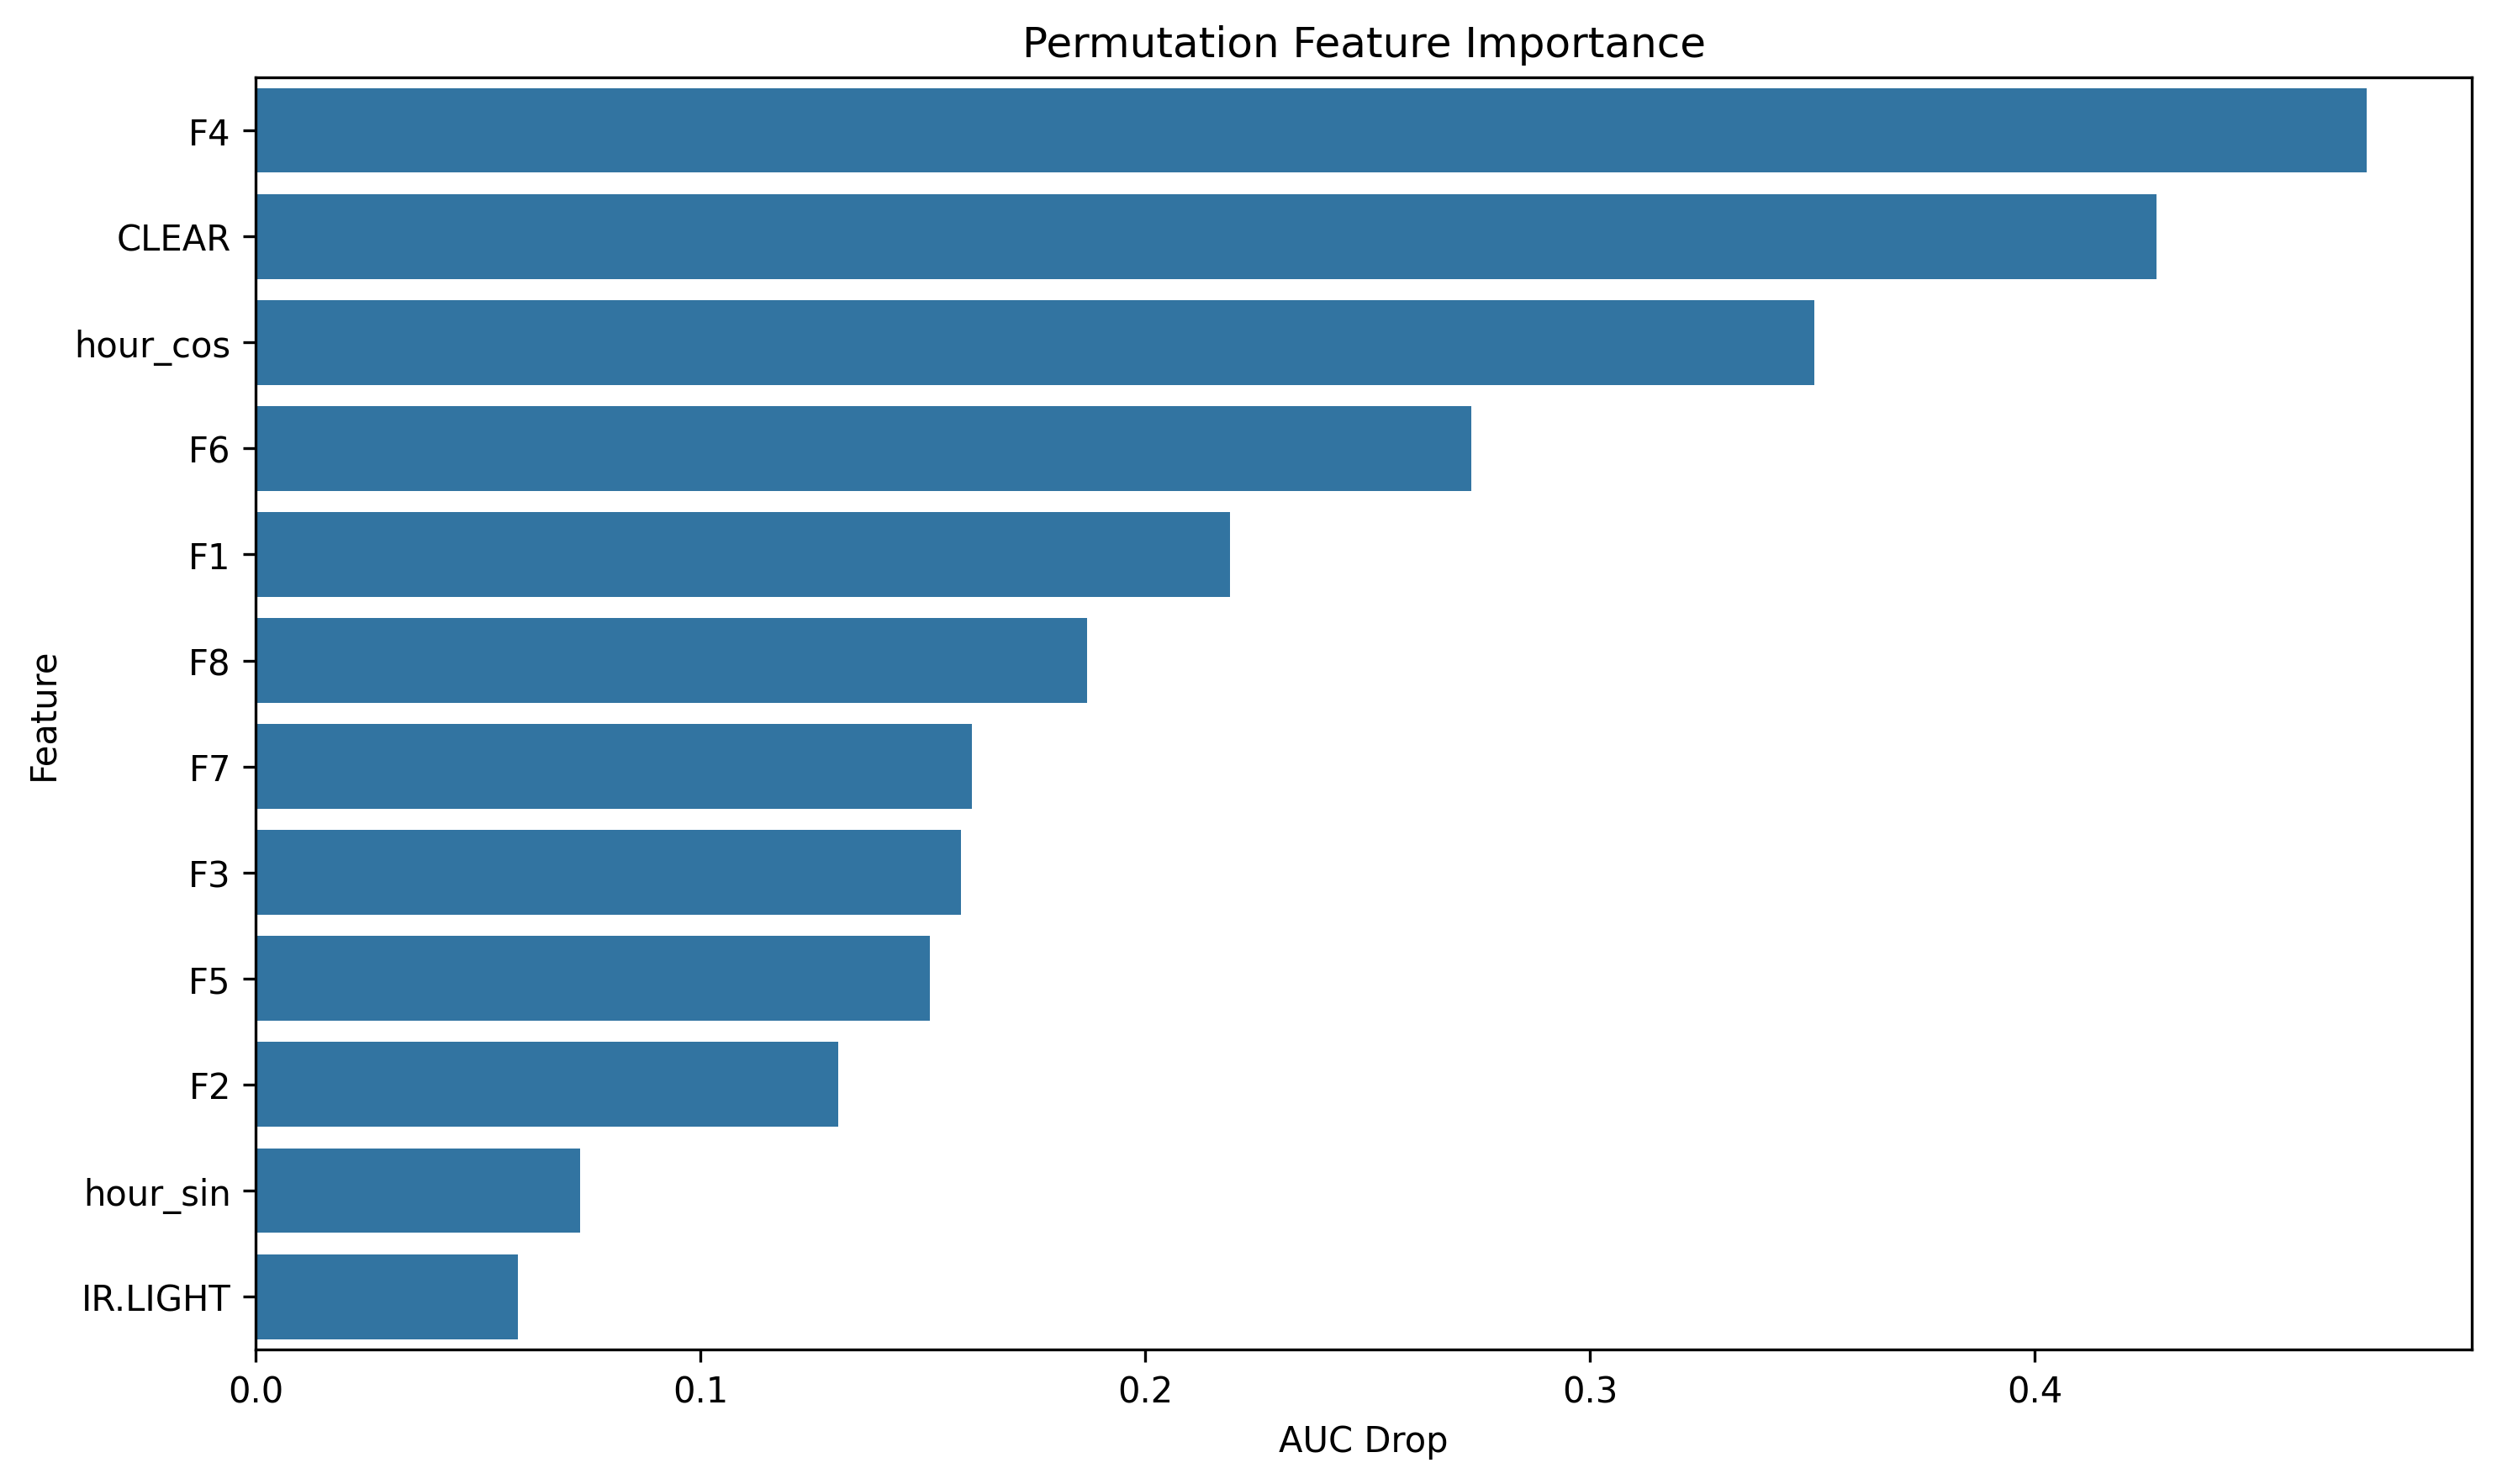 Permutation Feature Importance
Feature
F4
CLEAR
hour_cos
F6
F1
F8
F7
F3
F5
F2
hour_sin
IR.LIGHT
0.0 0.1 0.2 0.3 0.4
AUC Drop